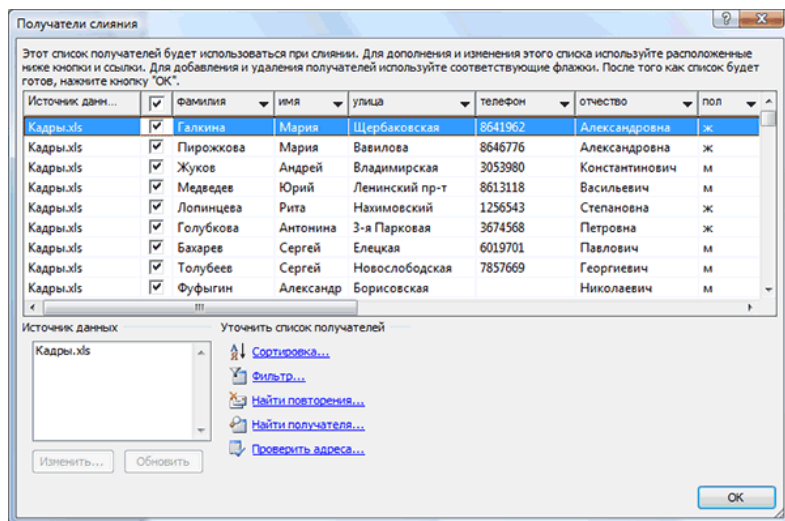 Получатели слияния
Этот список получателей будет использоваться при слиянии. Для дополнения и изменения этого списка используйте расположенные
ниже кнопки и ссылки. Для добавления и удаления получателей используйте соответствующие флажки. После того как список будет
готов, нажмите кнопку "ОК".
Источник данн... фамилия имя улица телефон отчество пол
Кадры.xls Галкина Мария Щербаковская 8641962 Александровна ж
Кадры.xls Пирожкова Мария Вавилова 8646776 Александровна ж
Кадры.xls Жуков Андрей Владимирская 3053980 Константинович м
Кадры.xls Медведев Юрий Ленинский пр-т 8613118 Васильевич м
Кадры.xls Лопинцева Рита Нахимовский 1256543 Степановна ж
Кадры.xls Голубкова Антонина 3-я Парковая 3674568 Петровна ж
Кадры.xls Бахарев Сергей Елецкая 6019701 Павлович м
Кадры.xls Толубеев Сергей Новослободская 7857669 Георгиевич м
Кадры.xls Фуфыгин Александр Борисовская Николаевич м
Источник данных Уточнить список получателей
Кадры.xls
Сортировка...
Фильтр...
Найти повторения...
Найти получателя...
Проверить адреса...
Изменить... Обновить
ОК